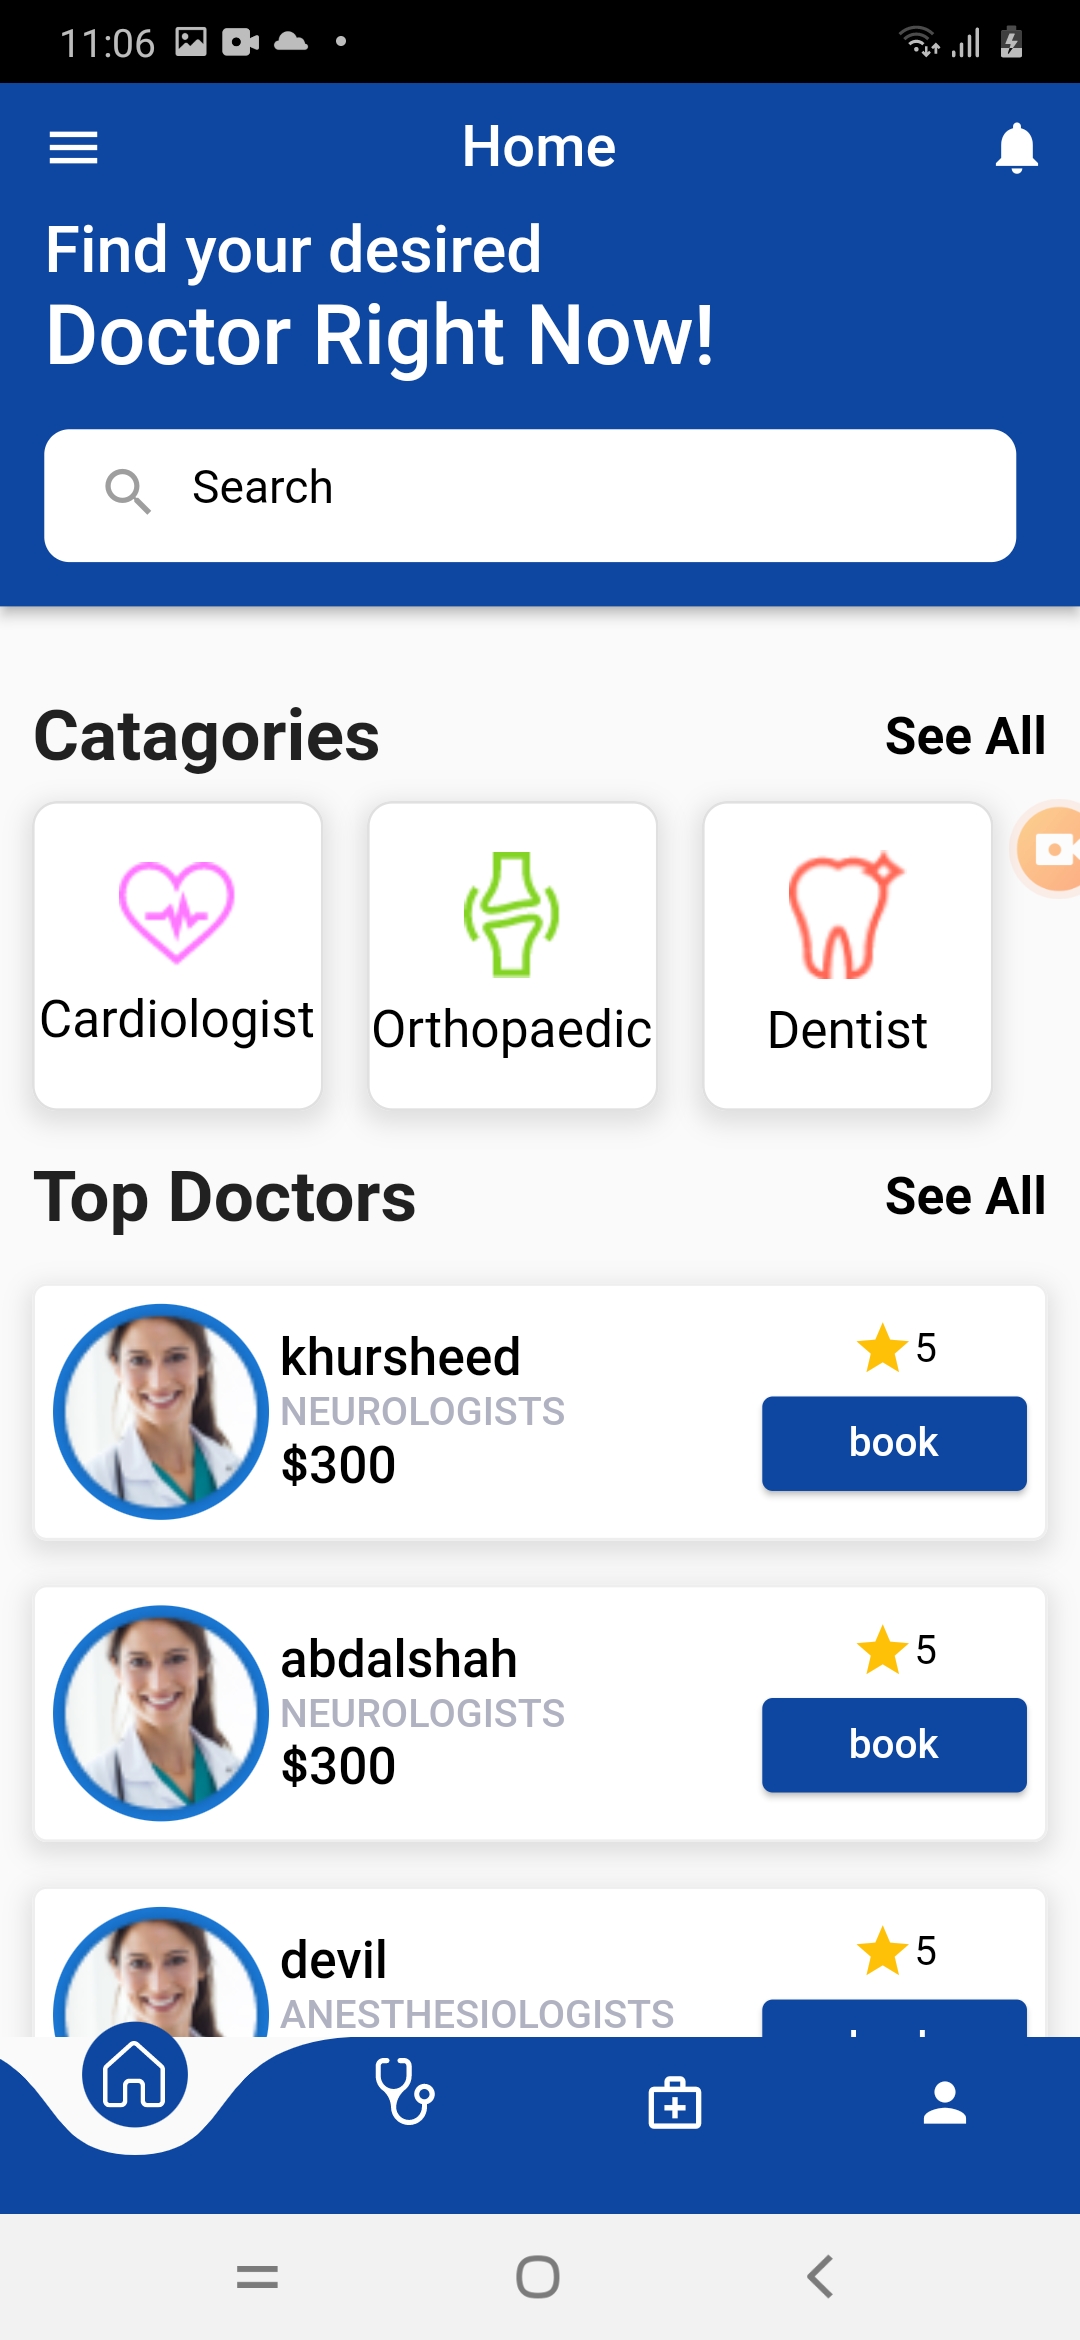 11:06
Home
Find your desired
Doctor Right Now!
Search
Catagories
See All
Cardiologist
Orthopaedic
Dentist
Top Doctors
See All
khursheed
NEUROLOGISTS
$300
5
book
abdalshah
NEUROLOGISTS
$300
5
book
devil
ANESTHESIOLOGISTS
5